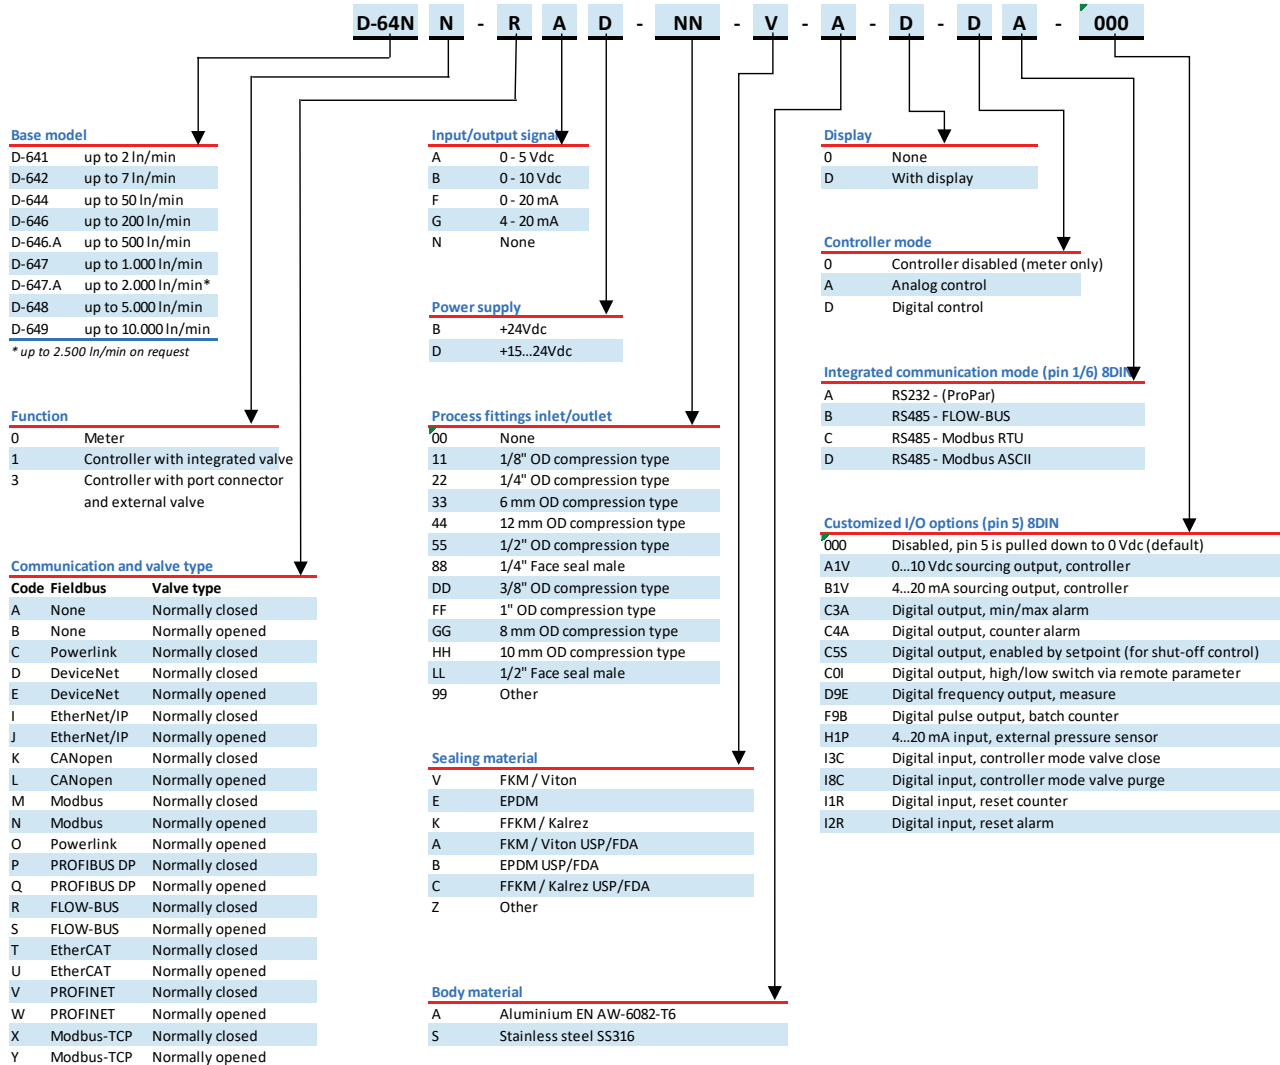 D-64N N - R A D - NN - V - A - D - D A - 000
Base model
D-641 up to 2 ln/min
D-642 up to 7 ln/min
D-644 up to 50 ln/min
D-646 up to 200 ln/min
D-646.A up to 500 ln/min
D-647 up to 1.000 ln/min
D-647.A up to 2.000 ln/min*
D-648 up to 5.000 ln/min
D-649 up to 10.000 ln/min
* up to 2.500 ln/min on request
Function
0 Meter
1 Controller with integrated valve
3 Controller with port connector
and external valve
Communication and valve type
Code Fieldbus Valve type
A None Normally closed
B None Normally opened
C Powerlink Normally closed
D DeviceNet Normally closed
E DeviceNet Normally opened
I EtherNet/IP Normally closed
J EtherNet/IP Normally opened
K CANopen Normally closed
L CANopen Normally opened
M Modbus Normally closed
N Modbus Normally opened
O Powerlink Normally opened
P PROFIBUS DP Normally closed
Q PROFIBUS DP Normally opened
R FLOW-BUS Normally closed
S FLOW-BUS Normally opened
T EtherCAT Normally closed
U EtherCAT Normally opened
V PROFINET Normally closed
W PROFINET Normally opened
X Modbus-TCP Normally closed
Y Modbus-TCP Normally opened
Input/output signal
A 0 - 5 Vdc
B 0 - 10 Vdc
F 0 - 20 mA
G 4 - 20 mA
N None
Power supply
B +24Vdc
D +15...24Vdc
Process fittings inlet/outlet
00 None
11 1/8" OD compression type
22 1/4" OD compression type
33 6 mm OD compression type
44 12 mm OD compression type
55 1/2" OD compression type
88 1/4" Face seal male
DD 3/8" OD compression type
FF 1" OD compression type
GG 8 mm OD compression type
HH 10 mm OD compression type
LL 1/2" Face seal male
99 Other
Sealing material
V FKM / Viton
E EPDM
K FFKM / Kalrez
A FKM / Viton USP/FDA
B EPDM USP/FDA
C FFKM / Kalrez USP/FDA
Z Other
Body material
A Aluminium EN AW-6082-T6
S Stainless steel SS316
Display
0 None
D With display
Controller mode
0 Controller disabled (meter only)
A Analog control
D Digital control
Integrated communication mode (pin 1/6) 8DIN
A RS232 - (ProPar)
B RS485 - FLOW-BUS
C RS485 - Modbus RTU
D RS485 - Modbus ASCII
Customized I/O options (pin 5) 8DIN
000 Disabled, pin 5 is pulled down to 0 Vdc (default)
A1V 0...10 Vdc sourcing output, controller
B1V 4...20 mA sourcing output, controller
C3A Digital output, min/max alarm
C4A Digital output, counter alarm
C5S Digital output, enabled by setpoint (for shut-off control)
C0I Digital output, high/low switch via remote parameter
D9E Digital frequency output, measure
F9B Digital pulse output, batch counter
H1P 4...20 mA input, external pressure sensor
I3C Digital input, controller mode valve close
I8C Digital input, controller mode valve purge
I1R Digital input, reset counter
I2R Digital input, reset alarm